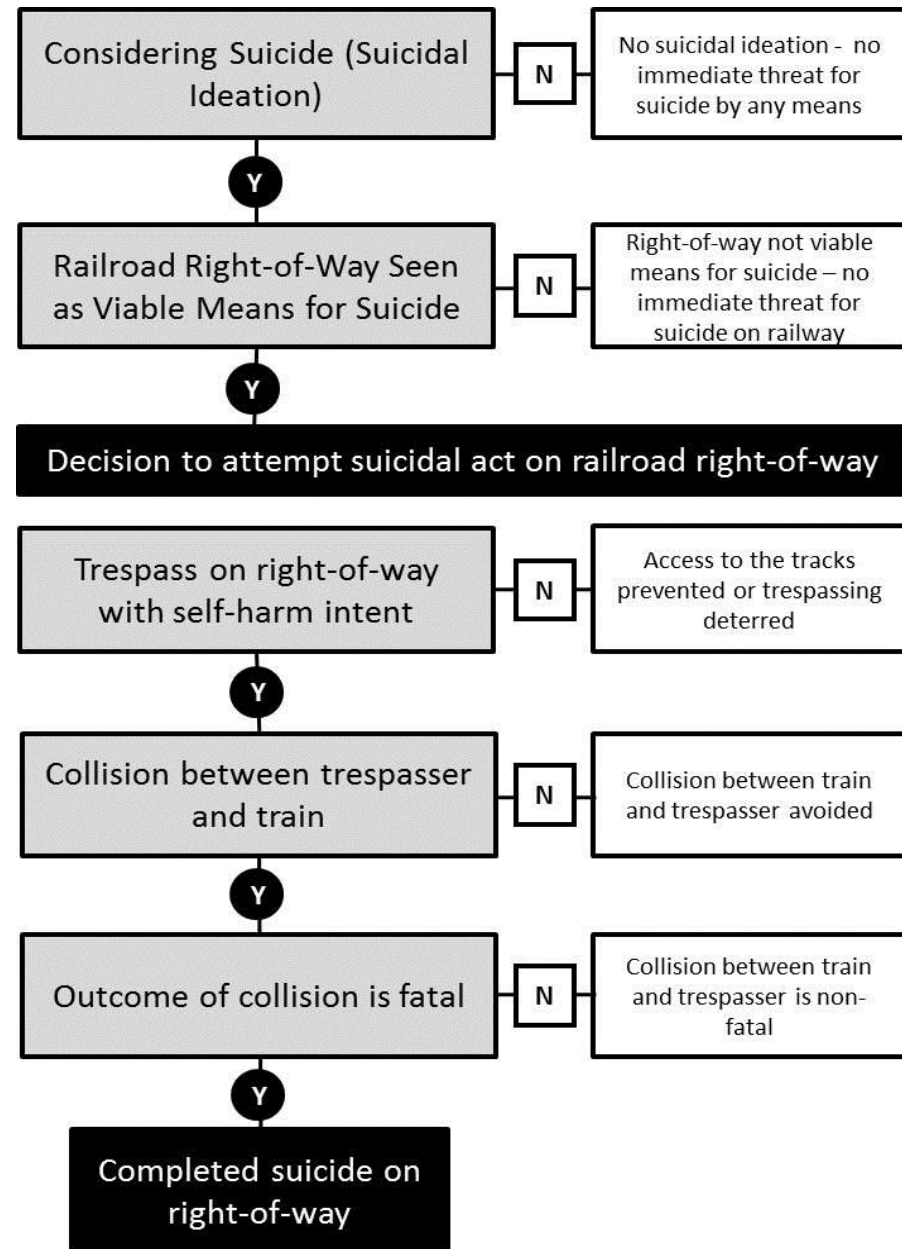 Considering Suicide (Suicidal
Ideation)
N
No suicidal ideation -  no
immediate threat for
suicide by any means
Y
Railroad Right-of-Way Seen
as Viable Means for Suicide
N
Right-of-way not viable
means for suicide – no
immediate threat for
suicide on railway
Y
Decision to attempt suicidal act on railroad right-of-way
Trespass on right-of-way
with self-harm intent
N
Access to the tracks
prevented or trespassing
deterred
Y
Collision between trespasser
and train
N
Collision between train
and trespasser avoided
Y
Outcome of collision is fatal
N
Collision between train
and trespasser is non-
fatal
Y
Completed suicide on
right-of-way